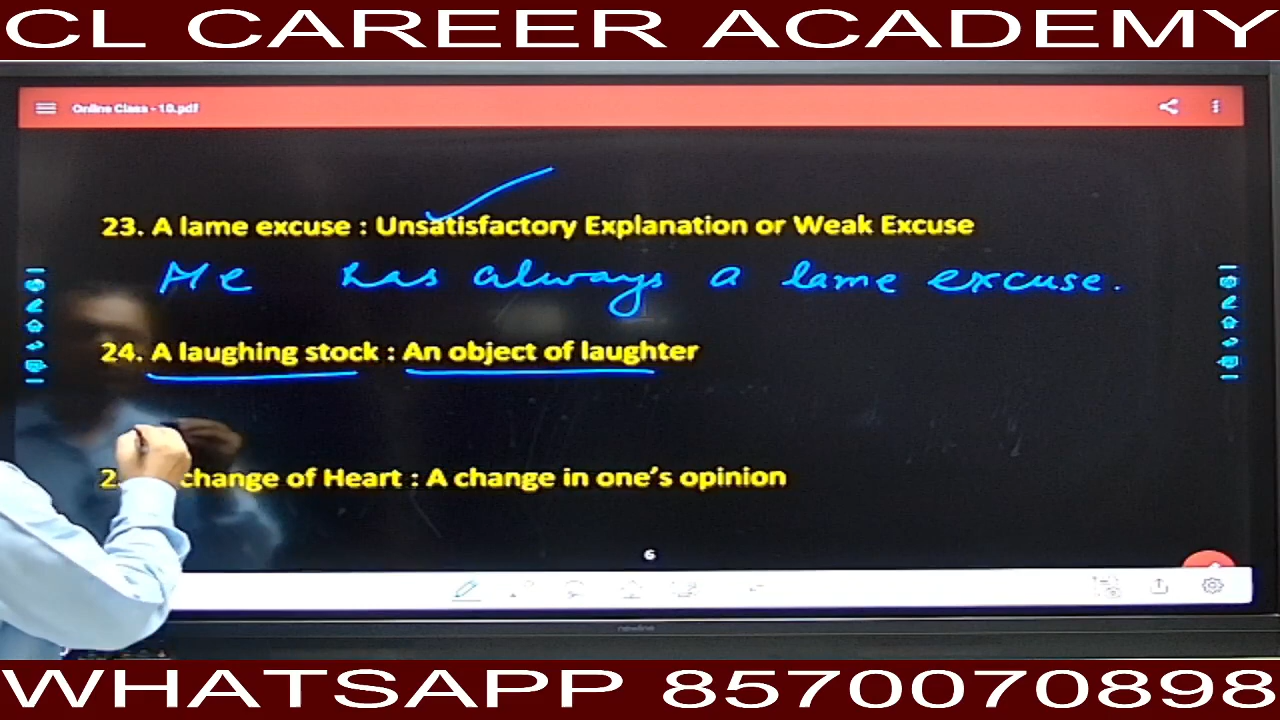 CL CAREER ACADEMY
Online Class - 10.pdf
23. A lame excuse : Unsatisfactory Explanation or Weak Excuse
He has always a lame excuse.
24. A laughing stock : An object of laughter
change of Heart : A change in one's opinion
6
newline
WHATSAPP 8570070898